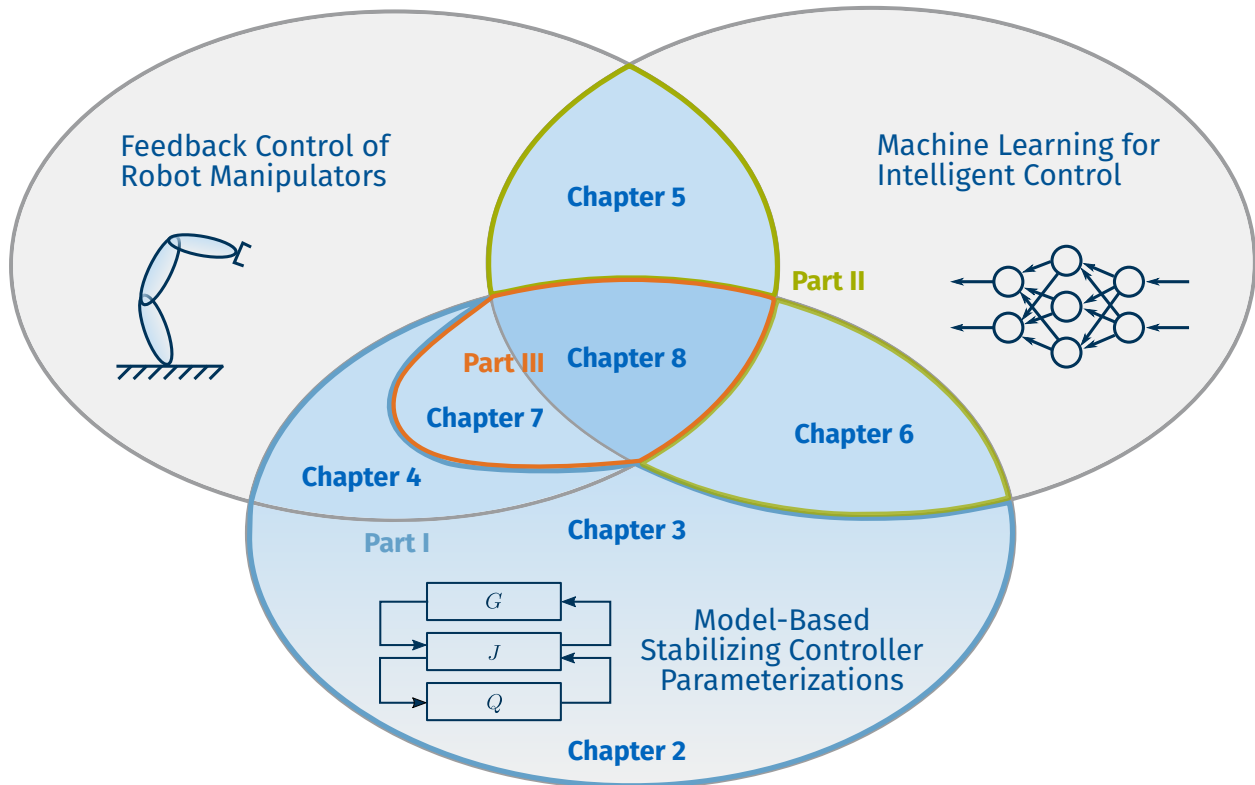 Feedback Control of
Robot Manipulators
Machine Learning for
Intelligent Control
Chapter 5
Part II
Part III
Chapter 8
Chapter 7
Chapter 6
Chapter 4
Chapter 3
Part I
G
J
Q
Model-Based
Stabilizing Controller
Parameterizations
Chapter 2